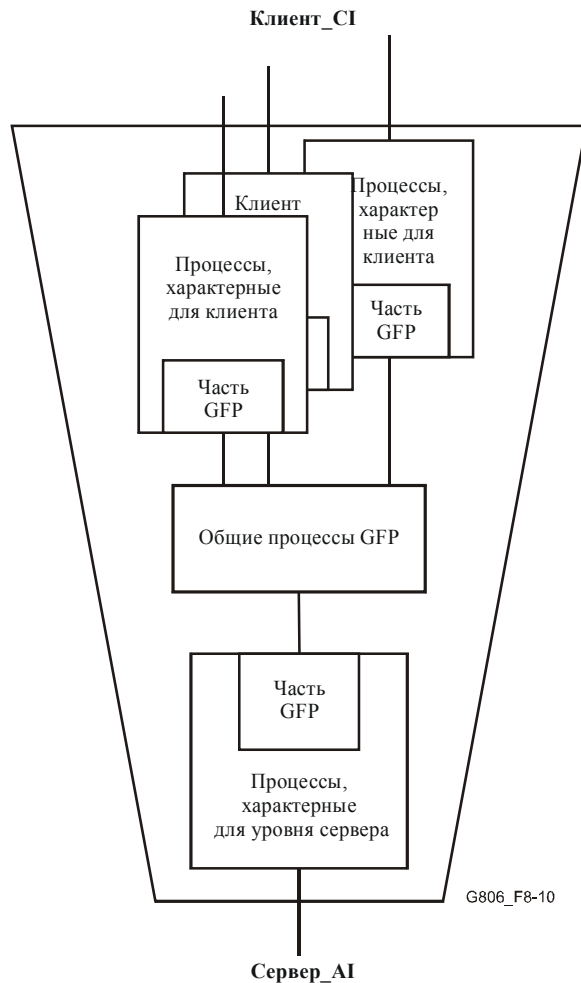 Клиент_CI
Процессы,
характер
ные для
клиента
Часть
GFP
Клиент
Процессы,
характерные
для клиента
Часть
GFP
Общие процессы GFP
Часть
GFP
Процессы,
характерные
для уровня сервера
G806_F8-10
Сервер_AI